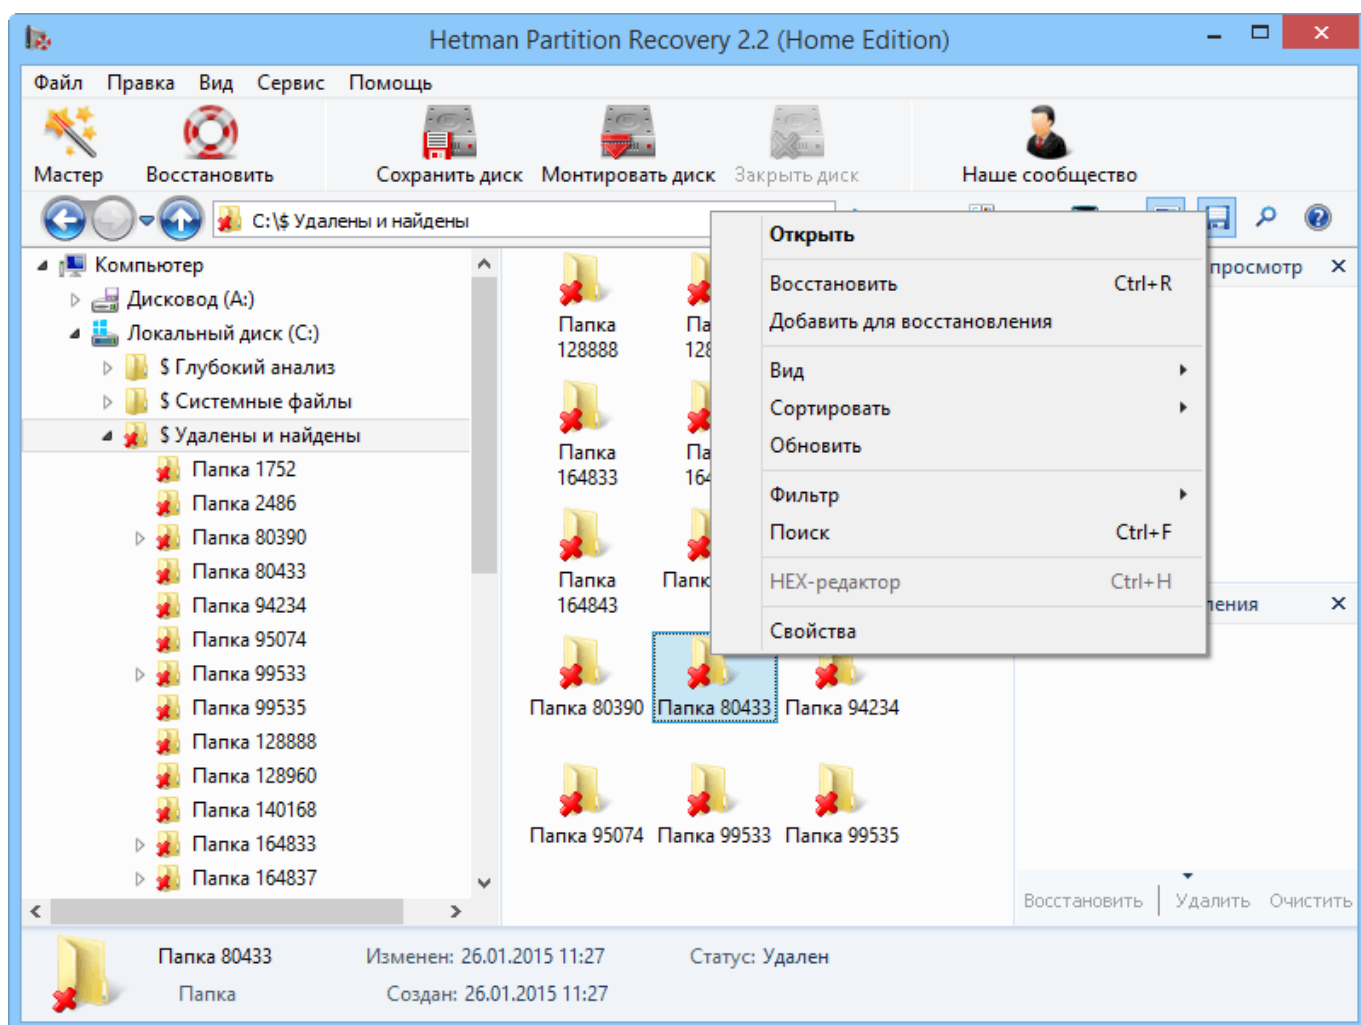 Hetman Partition Recovery 2.2 (Home Edition)
Файл Правка Вид Сервис Помощь
Мастер Восстановить Сохранить диск Монтировать диск Закрыть диск Наше сообщество
C:\$ Удалены и найдены
Компьютер
Дисковод (A:)
Локальный диск (C:)
$ Глубокий анализ
$ Системные файлы
$ Удалены и найдены
Папка 1752
Папка 2486
Папка 80390
Папка 80433
Папка 94234
Папка 95074
Папка 99533
Папка 99535
Папка 128888
Папка 128960
Папка 140168
Папка 164833
Папка 164837
Папка
128888
Папка
164833
Папка
164843
Папка 80390 Папка 80433 Папка 94234
Папка 95074 Папка 99533 Папка 99535
Открыть
Восстановить Ctrl+R
Добавить для восстановления
Вид
Сортировать
Обновить
Фильтр
Поиск Ctrl+F
HEX-редактор Ctrl+H
Свойства
просмотр
Восстановить Удалить Очистить
Папка 80433 Изменен: 26.01.2015 11:27 Статус: Удален
Папка Создан: 26.01.2015 11:27